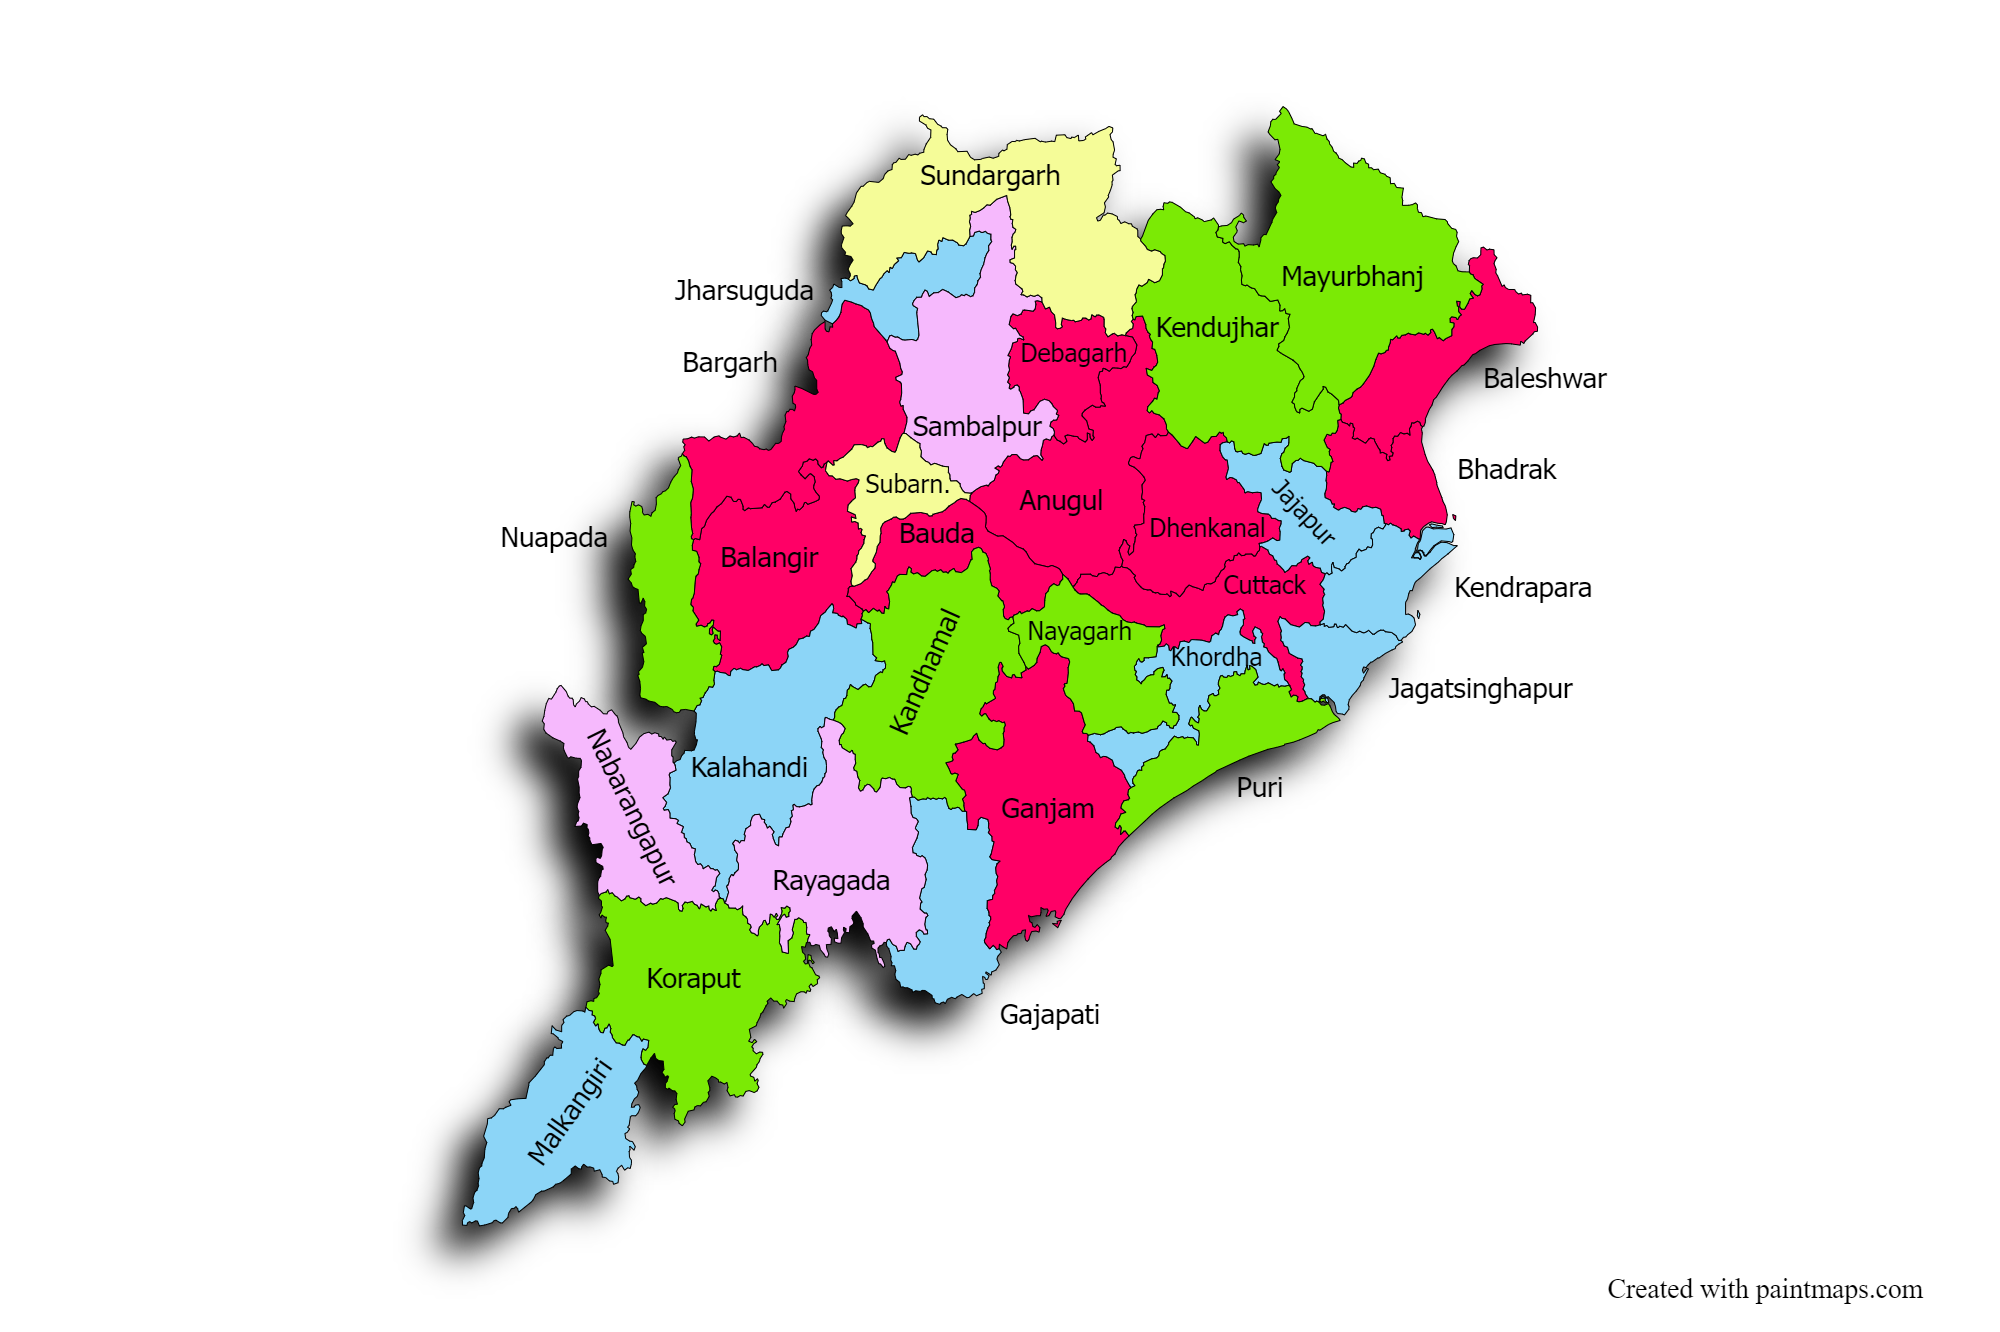 Sundargarh
Mayurbhanj
Jharsuguda
Kendujhar
Debagarh
Bargarh
Baleshwar
Sambalpur
Bhadrak
Subarn.
Anugul
Jajapur
Dhenkanal
Bauda
Nuapada
Balangir
Cuttack
Kendrapara
Nayagarh
Khordha
Kandhamal
Jagatsinghapur
Kalahandi
Puri
Nabarangapur
Ganjam
Rayagada
Koraput
Gajapati
Malkangiri
Created with paintmaps.com